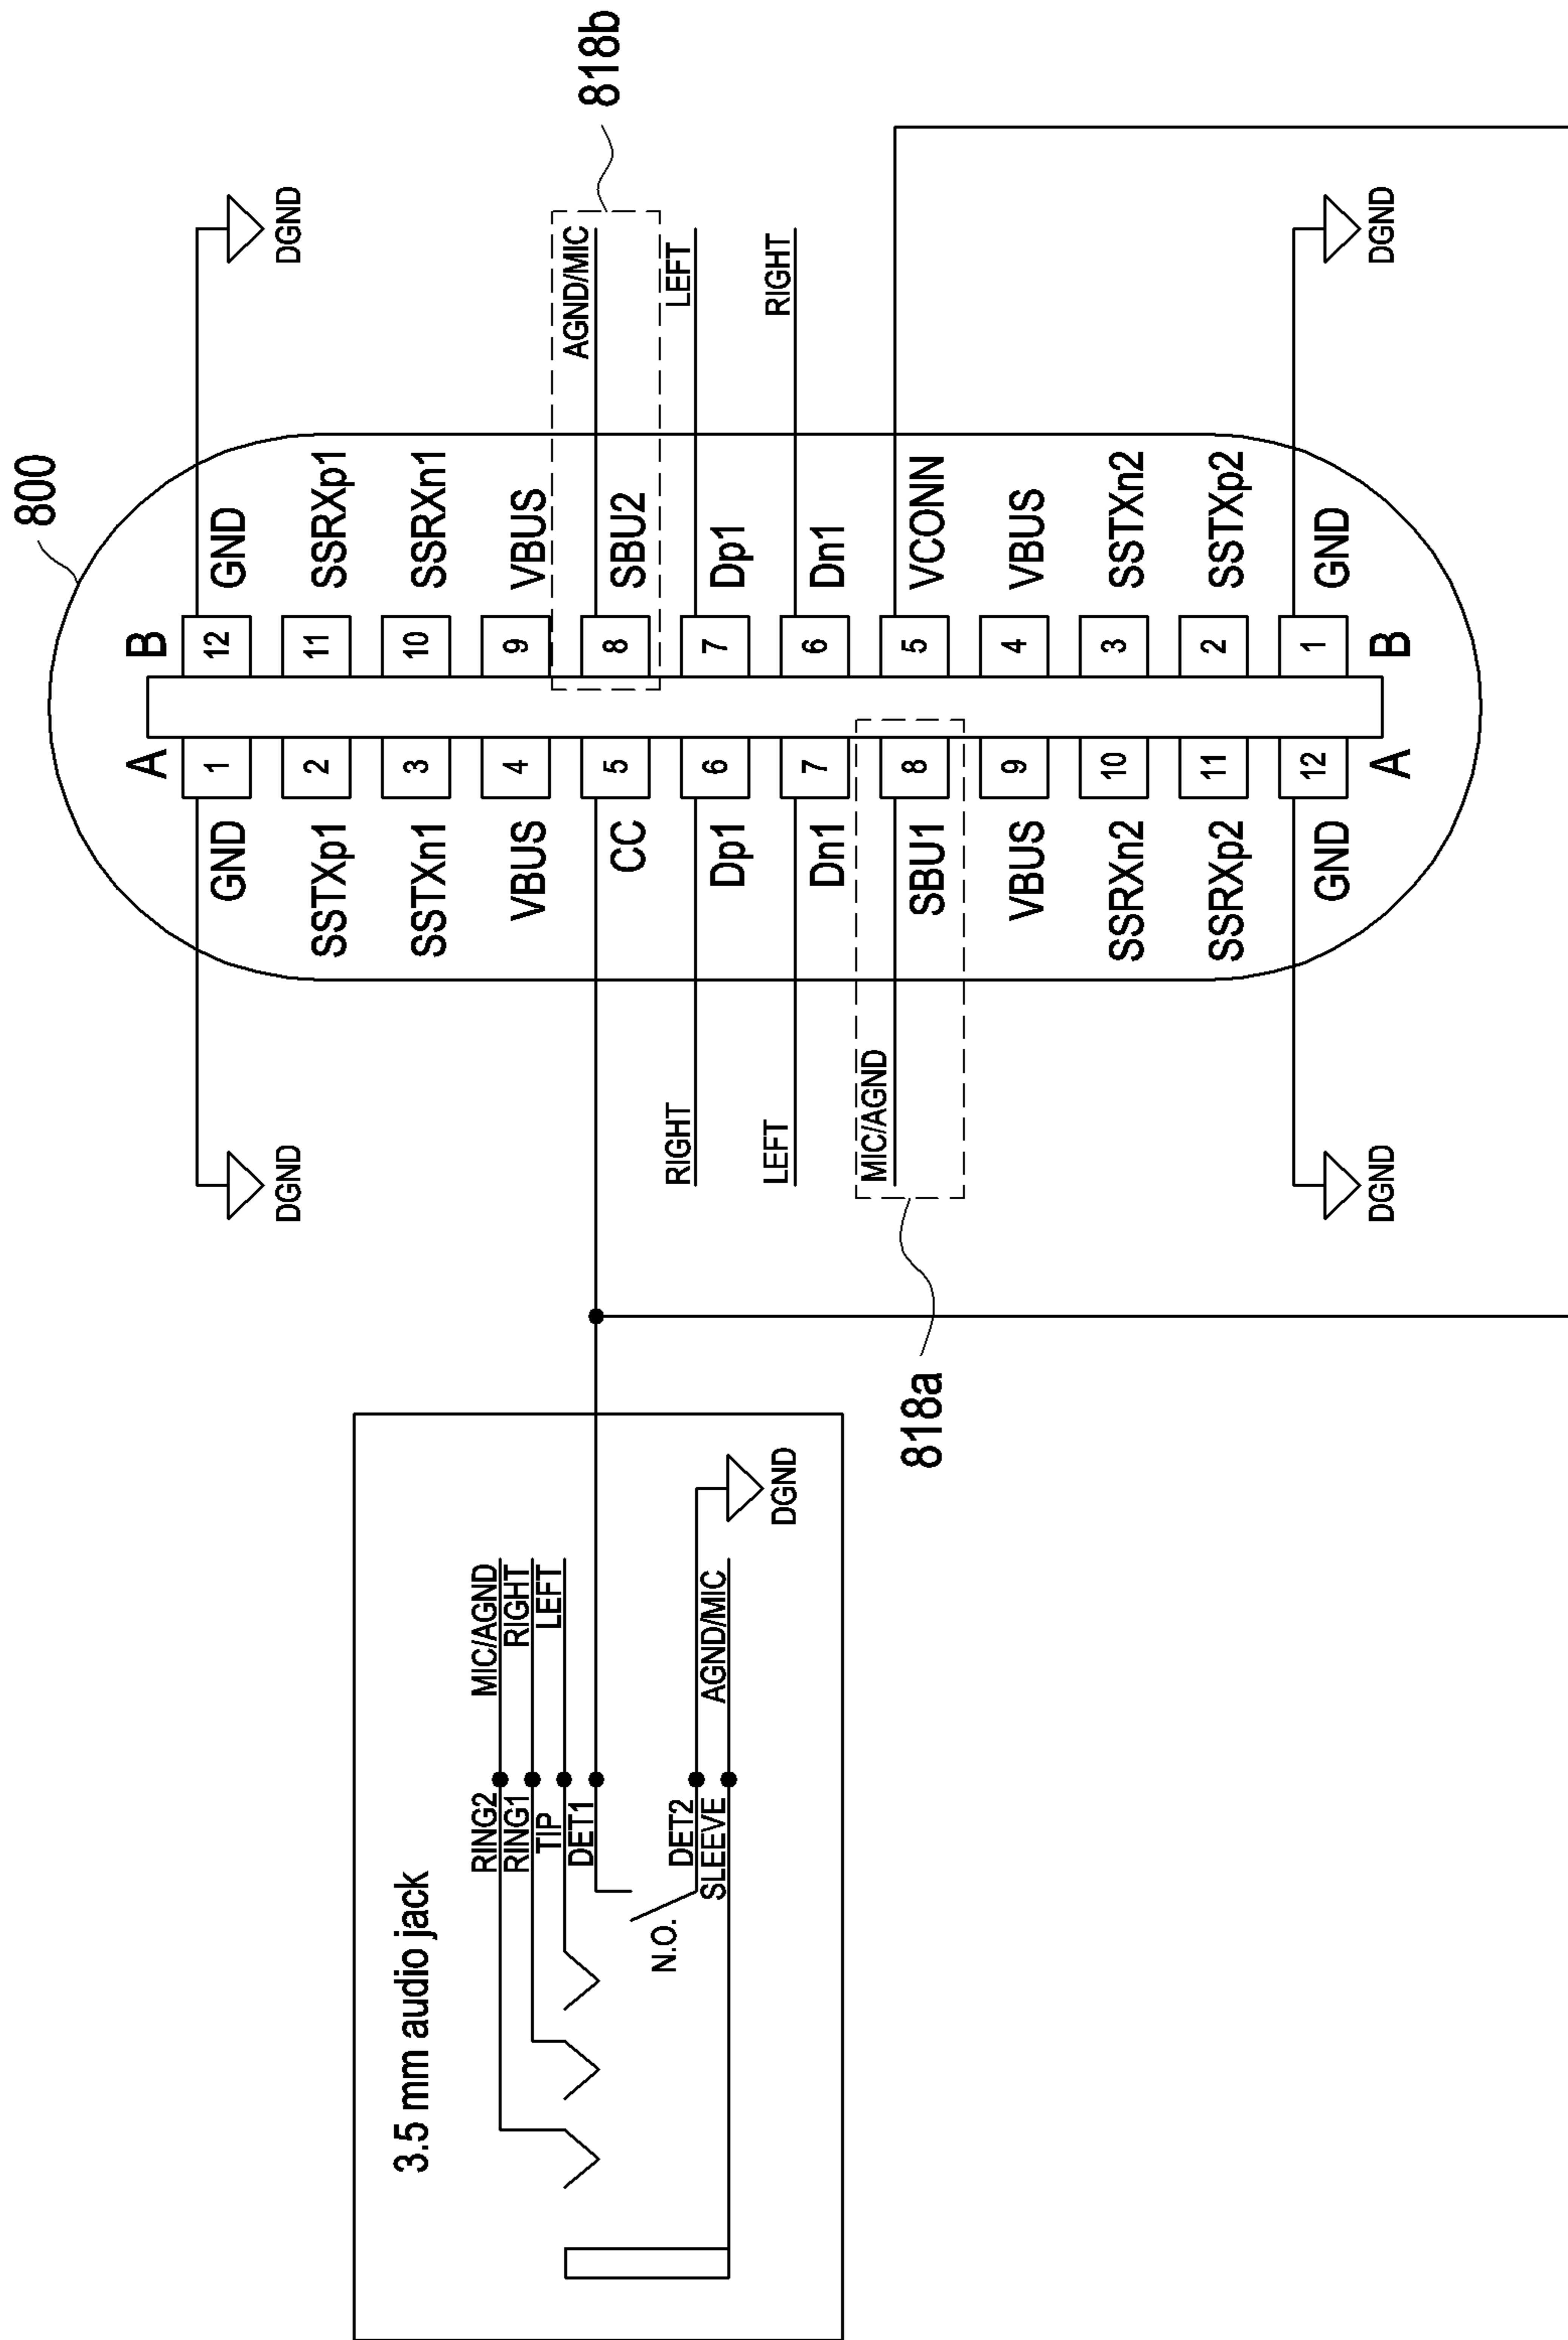 3.5 mm audio jack
RING2
MIC/AGND
RING1
RIGHT
TIP
LEFT
DET1
N.O.
DET2
DGND
SLEEVE
AGND/MIC
800
A
B
DGND
GND
1
12
GND
DGND
SSTXp1
2
11
SSRXp1
SSTXn1
3
10
SSRXn1
VBUS
4
9
VBUS
CC
5
8
SBU2
AGND/MIC
818b
RIGHT
Dp1
6
7
Dp1
LEFT
LEFT
Dn1
7
6
Dn1
RIGHT
818a
MIC/AGND
SBU1
8
5
VCONN
VBUS
9
4
VBUS
SSRXn2
10
3
SSTXn2
SSRXp2
11
2
SSTXp2
DGND
GND
12
1
GND
DGND
A
B